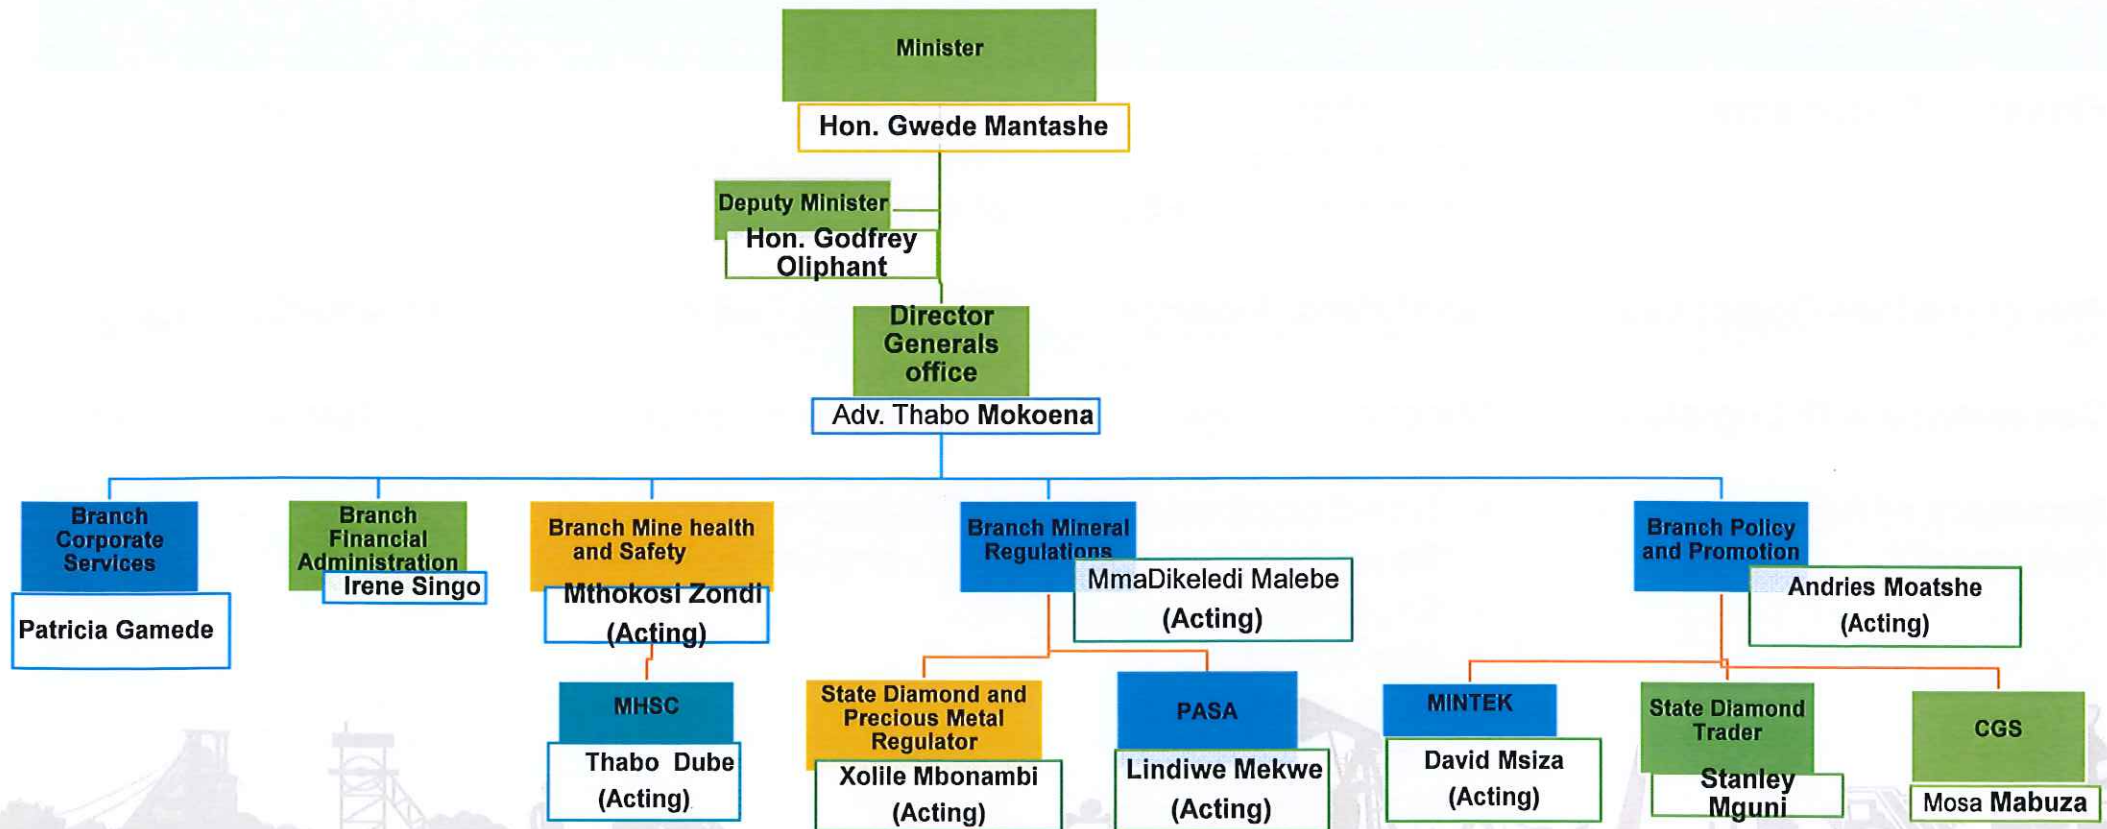 Minister
Hon. Gwede Mantashe
Deputy Minister
Hon. Godfrey
Oliphant
Director
Generals
office
Adv. Thabo Mokoena
Branch
Corporate
Services
Patricia Gamede
Branch
Financial
Administration
Irene Singo
Branch Mine health
and Safety
Mthokosi Zondi
(Acting)
Branch Mineral
Regulations
MmaDikeledi Malebe
(Acting)
Branch Policy
and Promotion
Andries Moatshe
(Acting)
MHSC
Thabo Dube
(Acting)
State Diamond and
Precious Metal
Regulator
Xolile Mbonambi
(Acting)
PASA
Lindiwe Mekwe
(Acting)
MINTEK
David Msiza
(Acting)
State Diamond
Trader
Stanley
Mguni
CGS
Mosa Mabuza